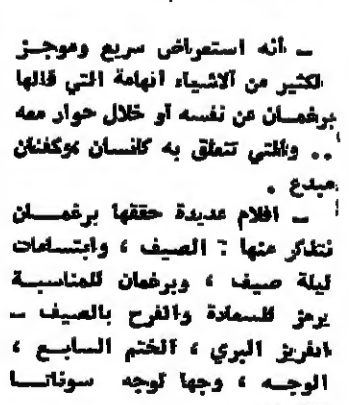 ـ أنه استعراض سريع وموجز
لكثير من الاشياء الهامة التي قالها
برغمان عن نفسه أو خلال حوار معه
.. والتي تتعلق به كانسان وكفنان
مبدع .
ـ افلام عديدة حققها برغمان
نتذكر منها : الصيف ، وابتسامات
ليلة صيف ، وبرغمان للمناسبة
يرمز للسعادة والفرح بالصيف ـ
الفريز البري ، الختم السابع ،
الوجه ، وجها لوجه سوناتا